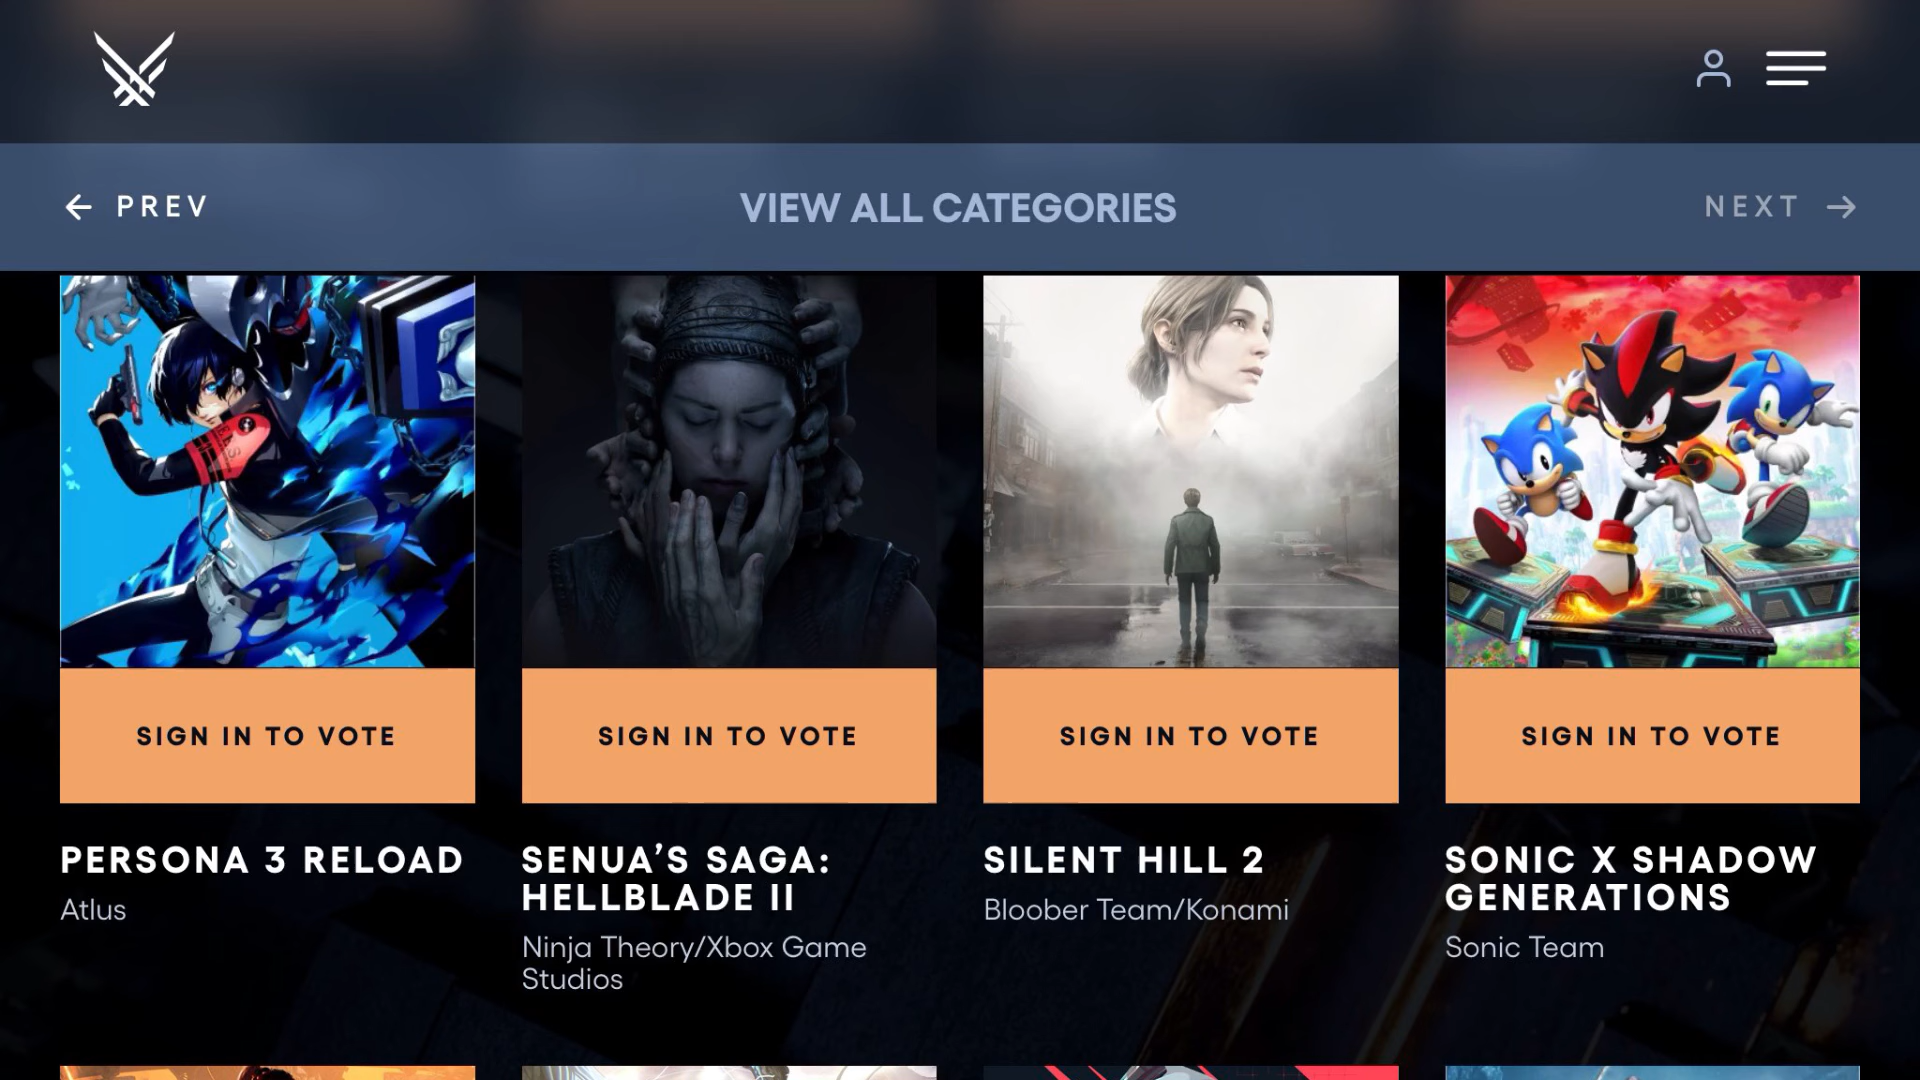 PREV
VIEW ALL CATEGORIES
NEXT
SIGN IN TO VOTE
SIGN IN TO VOTE
SIGN IN TO VOTE
SIGN IN TO VOTE
PERSONA 3 RELOAD
Atlus
SENUA’S SAGA:
HELLBLADE II
Ninja Theory/Xbox Game
Studios
SILENT HILL 2
Bloober Team/Konami
SONIC X SHADOW
GENERATIONS
Sonic Team